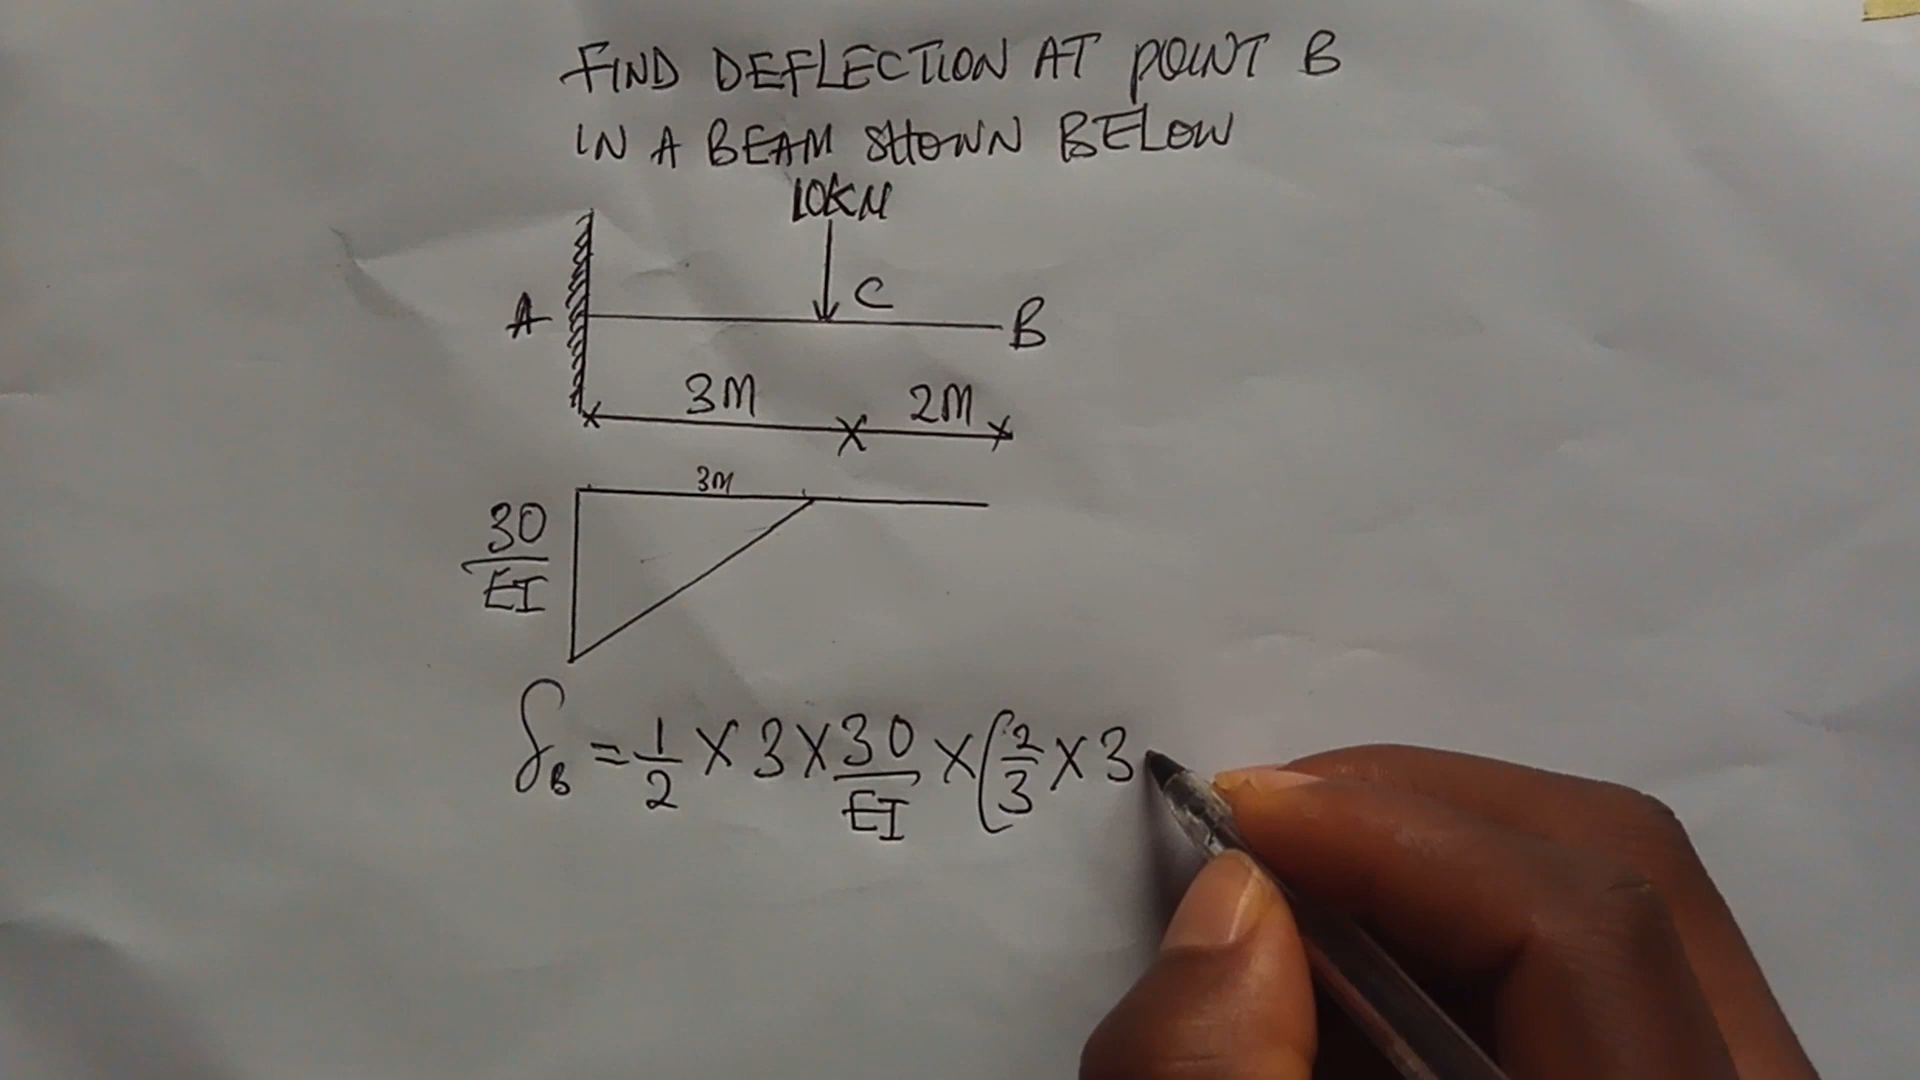 FIND DEFLECTION AT POINT B
IN A BEAM SHOWN BELOW
10KN
A C B
3M 2M
3M
30
EI
δB = 1/2 X 3 X 30/EI X (2/3 X 3